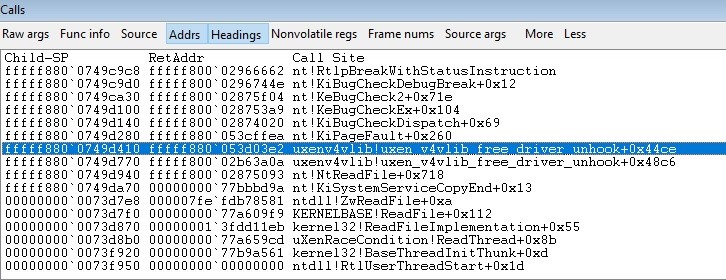 Calls
Raw args Func info Source Addrs Headings Nonvolatile regs Frame nums Source args More Less
Child-SP RetAddr Call Site
fffff880`0749c9c8 fffff800`02966662 nt!RtlpBreakWithStatusInstruction
fffff880`0749c9d0 fffff800`0296744e nt!KiBugCheckDebugBreak+0x12
fffff880`0749ca30 fffff800`02875f04 nt!KeBugCheck2+0x71e
fffff880`0749d100 fffff800`028753a9 nt!KeBugCheckEx+0x104
fffff880`0749d140 fffff800`02874020 nt!KiBugCheckDispatch+0x69
fffff880`0749d280 fffff880`053cffea nt!KiPageFault+0x260
fffff880`0749d410 fffff880`053d03e2 uxenv4vlib!uxen_v4vlib_free_driver_unhook+0x44ce
fffff880`0749d770 fffff800`02b63a0a uxenv4vlib!uxen_v4vlib_free_driver_unhook+0x48c6
fffff880`0749d940 fffff800`02875093 nt!NtReadFile+0x718
fffff880`0749da70 00000000`77bbbd9a nt!KiSystemServiceCopyEnd+0x13
00000000`0073d7e8 000007fe`fdb78581 ntdll!ZwReadFile+0xa
00000000`0073d7f0 00000000`77a609f9 KERNELBASE!ReadFile+0x112
00000000`0073d870 00000001`3fdd11eb kernel32!ReadFileImplementation+0x55
00000000`0073d8b0 00000000`77a659cd uXenRaceCondition!ReadThread+0x8b
00000000`0073f920 00000000`77b9a561 kernel32!BaseThreadInitThunk+0xd
00000000`0073f950 00000000`00000000 ntdll!RtlUserThreadStart+0x1d